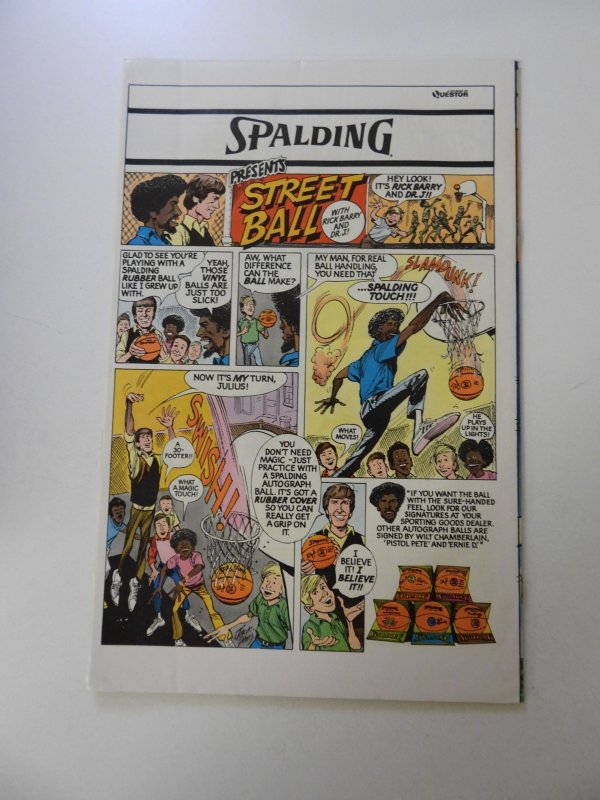 QUESTOR
SPALDING
PRESENTS
STREET
BALL
WITH
RICK BARRY
AND
DR. J!
HEY LOOK!
IT'S RICK BARRY
AND DR. J!!
GLAD TO SEE YOU'RE
PLAYING WITH A
SPALDING
RUBBER BALL
LIKE I GREW UP
WITH.
YEAH,
THOSE
VINYL
BALLS ARE
JUST TOO
SLICK!
AW, WHAT
DIFFERENCE
CAN THE
BALL MAKE?
MY MAN, FOR REAL
BALL HANDLING,
YOU NEED THAT
...SPALDING
TOUCH!!!
SLAMDUNK!
WHAT
MOVES!
HE
PLAYS
UP IN THE
LIGHTS!!
NOW IT'S MY TURN,
JULIUS!
A
30-
FOOTER!!
WHAT
A MAGIC
TOUCH!
SWISH!
YOU
DON'T NEED
MAGIC -JUST
PRACTICE WITH
A SPALDING
AUTOGRAPH
BALL. IT'S GOT A
RUBBER COVER
SO YOU CAN
REALLY GET
A GRIP ON
IT.
I
BELIEVE
IT! I
BELIEVE
IT!!
"IF YOU WANT THE BALL
WITH THE SURE-HANDED
FEEL, LOOK FOR OUR
SIGNATURES AT YOUR
SPORTING GOODS DEALER.
OTHER AUTOGRAPH BALLS ARE
SIGNED BY WILT CHAMBERLAIN,
'PISTOL PETE' AND 'ERNIE D.'"